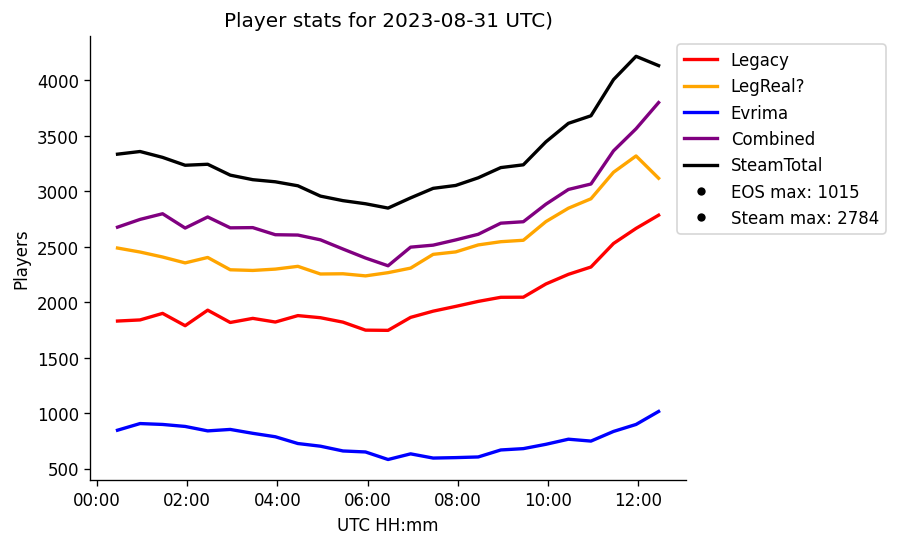 Player stats for 2023-08-31 UTC)
Players
4000
3500
3000
2500
2000
1500
1000
500
00:00 02:00 04:00 06:00 08:00 10:00 12:00
UTC HH:mm
Legacy
LegReal?
Evrima
Combined
SteamTotal
EOS max: 1015
Steam max: 2784